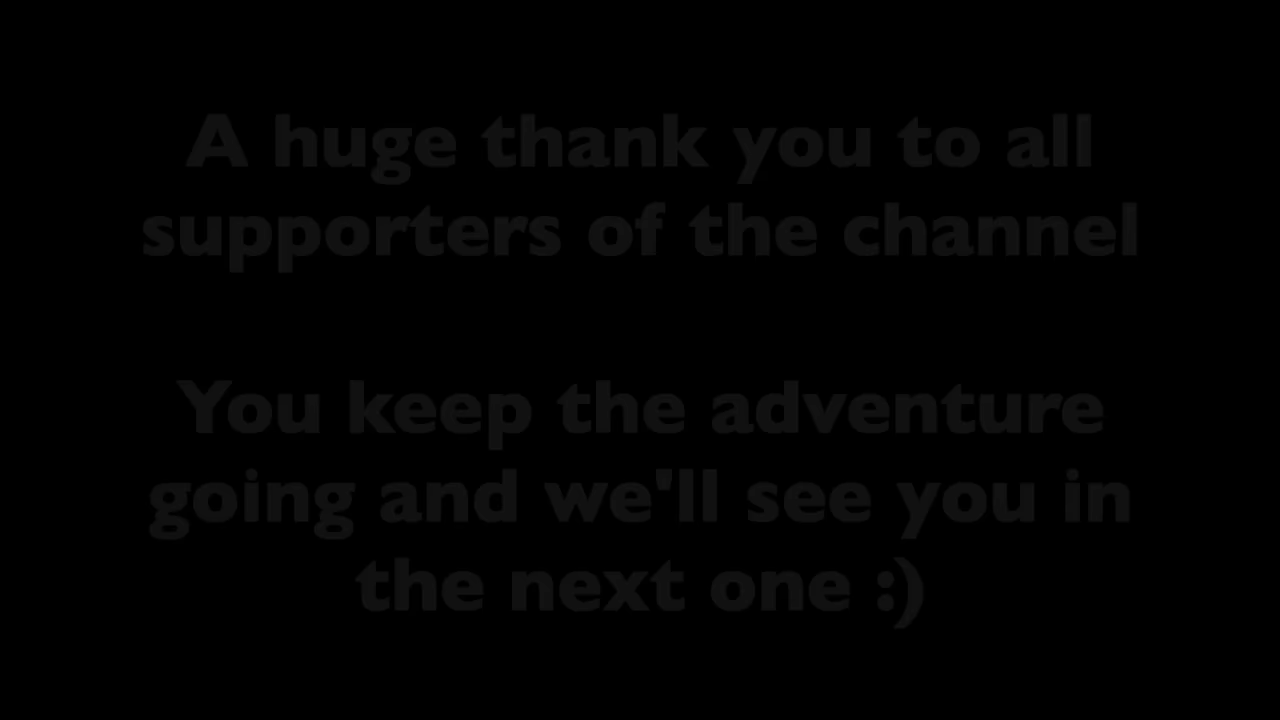 A huge thank you to all
supporters of the channel
You keep the adventure
going and we'll see you in
the next one :)